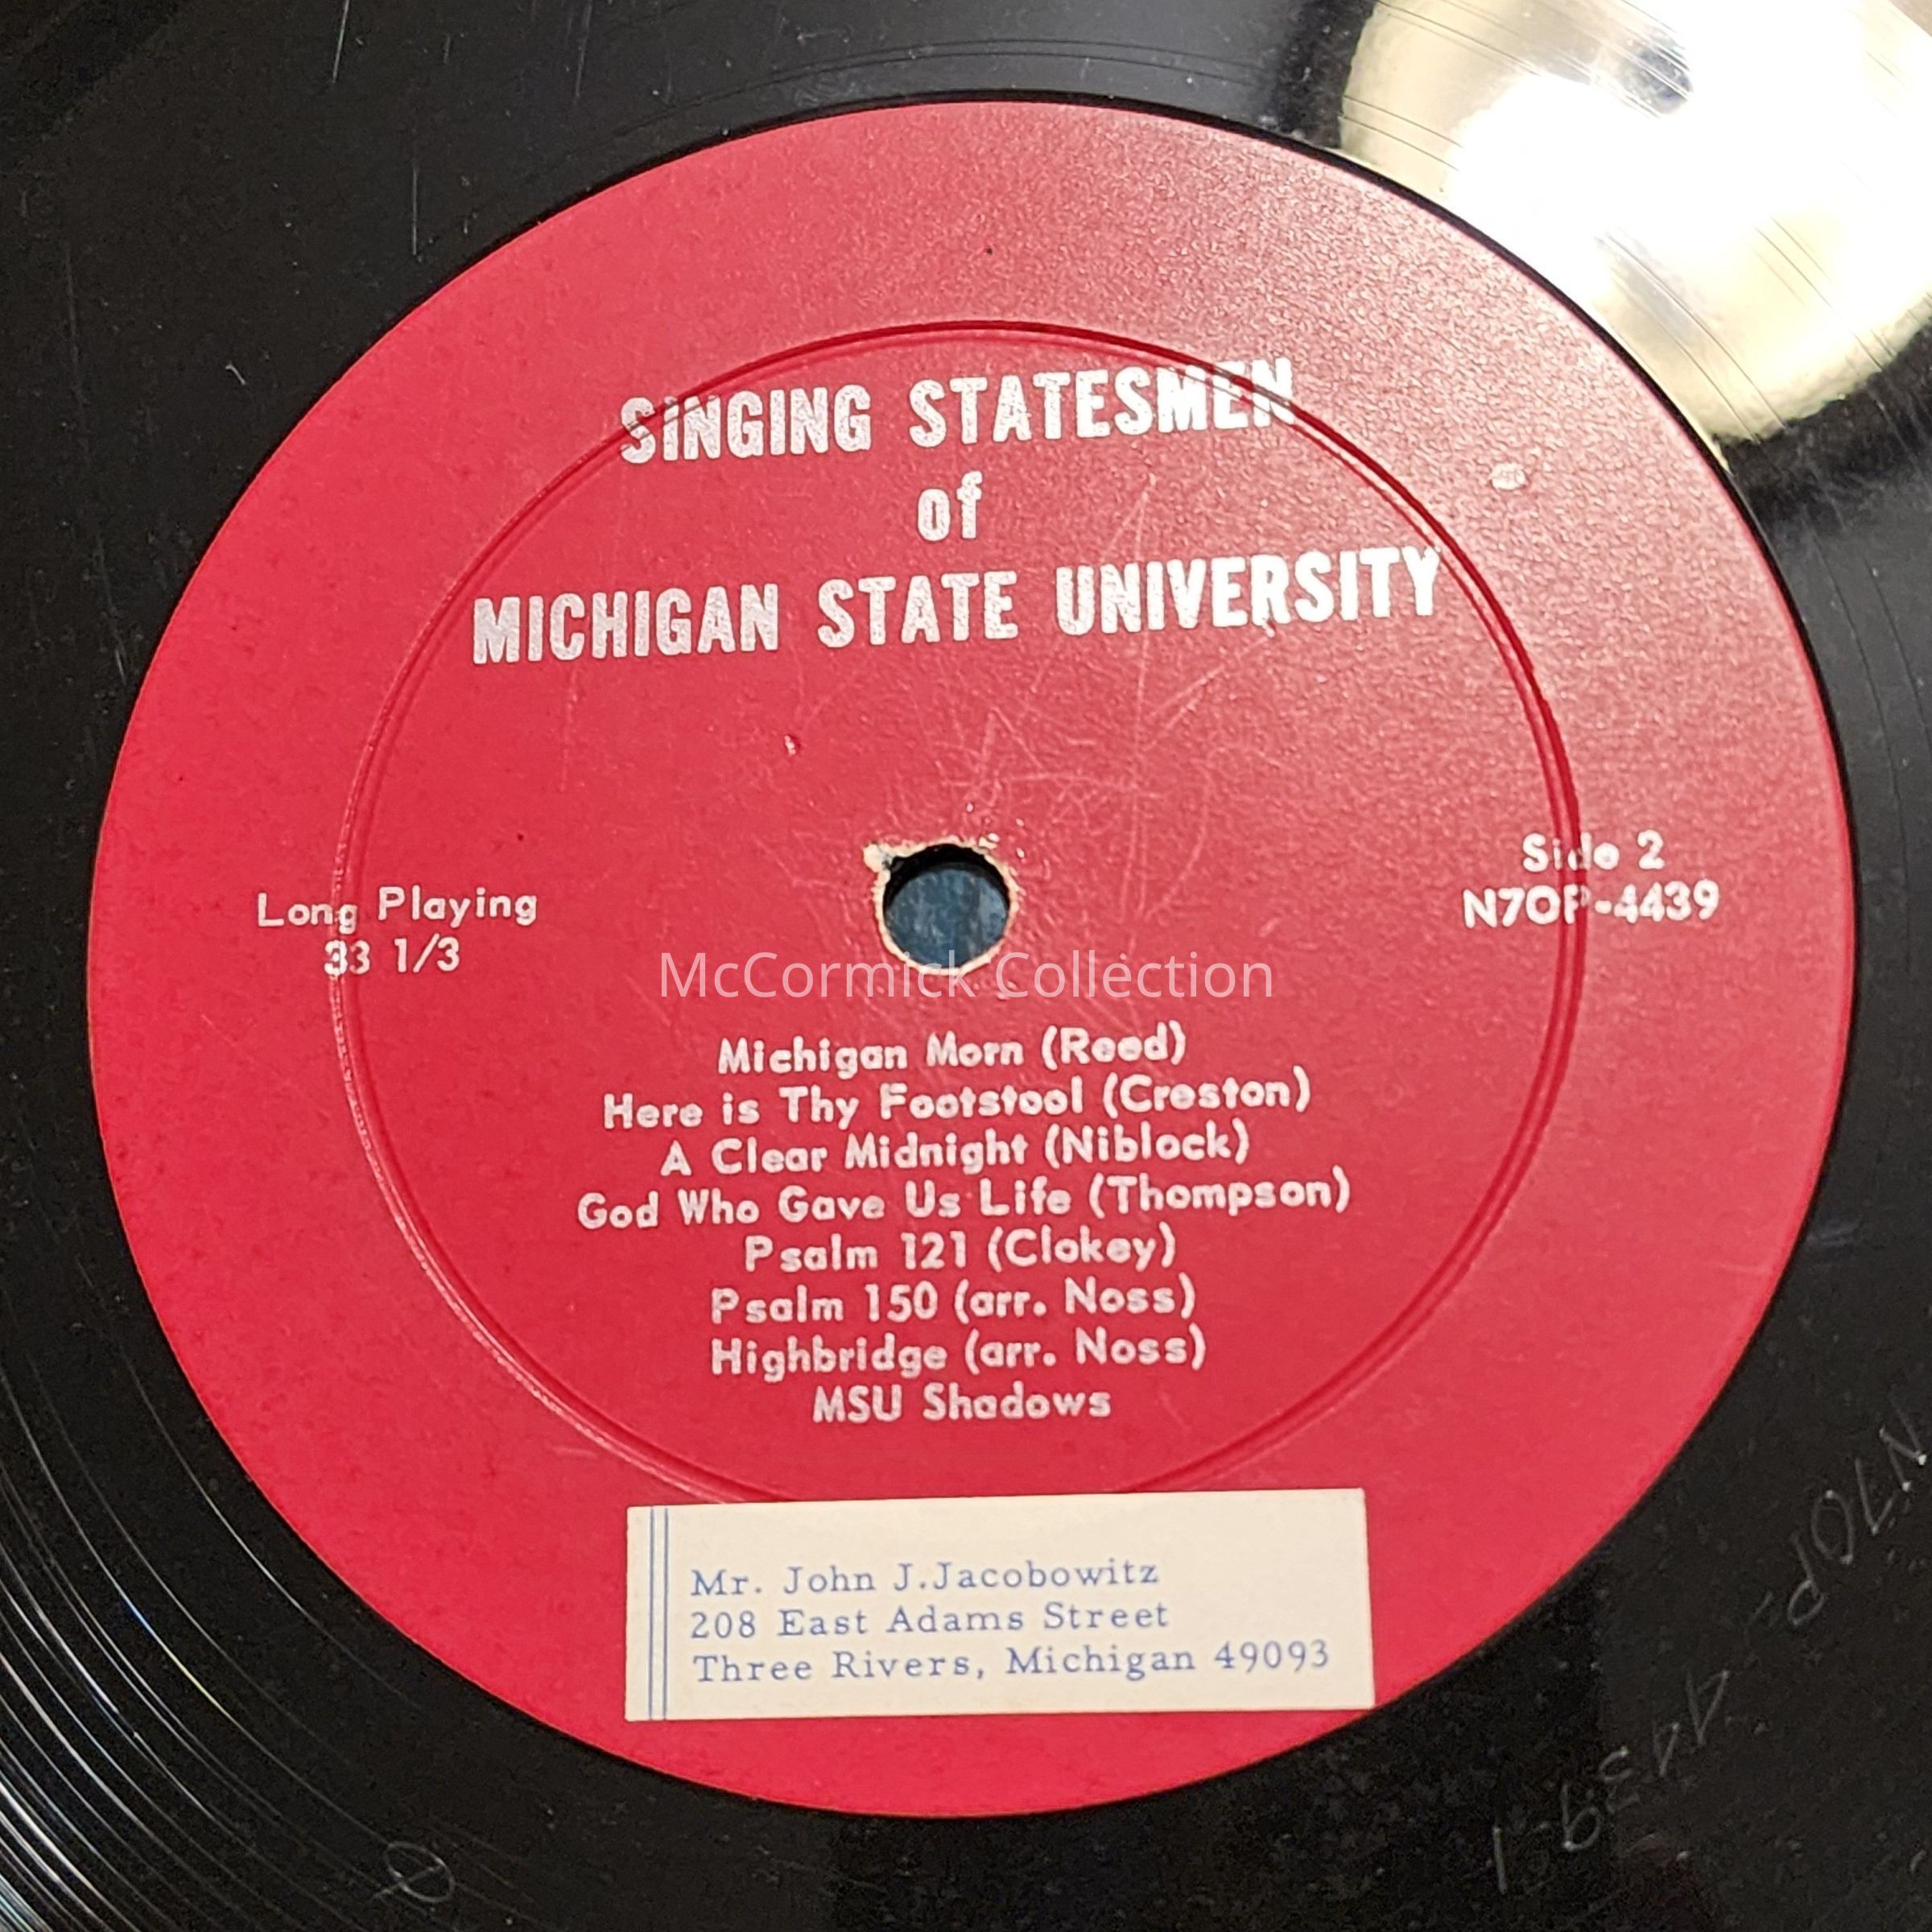 SINGING STATESMEN
of
MICHIGAN STATE UNIVERSITY
Side 2
N7OP-4439
Long Playing
33 1/3
McCormick Collection
Michigan Morn (Reed)
Here is Thy Footstool (Creston)
A Clear Midnight (Niblock)
God Who Gave Us Life (Thompson)
Psalm 121 (Clokey)
Psalm 150 (arr. Noss)
Highbridge (arr. Noss)
MSU Shadows
Mr. John J.Jacobowitz
208 East Adams Street
Three Rivers, Michigan 49093
N7OP-4439-1